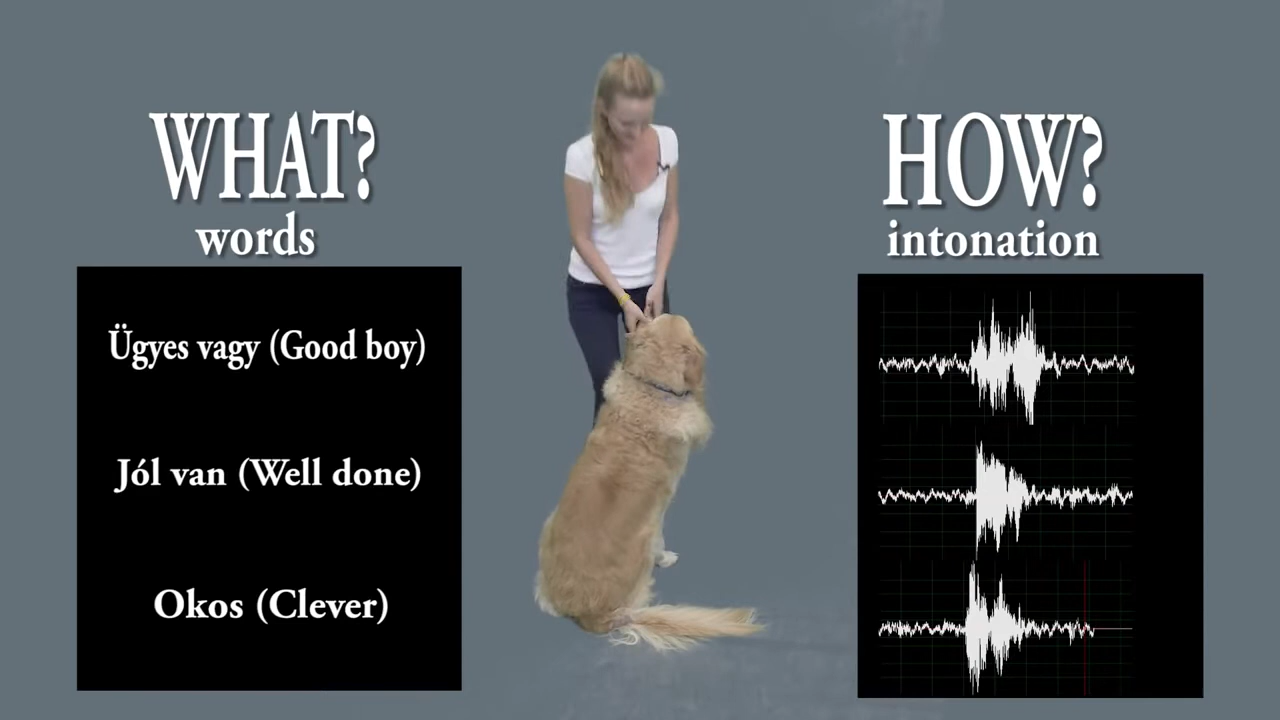 WHAT?
words
Ügyes vagy (Good boy)
Jól van (Well done)
Okos (Clever)
HOW?
intonation